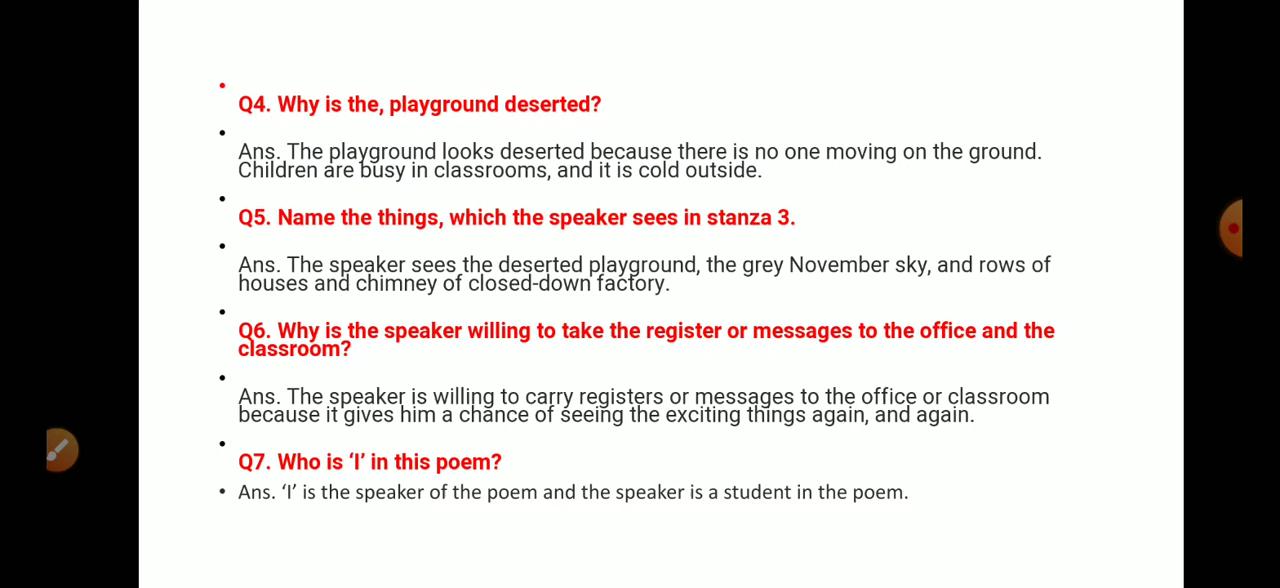 • Q4. Why is the, playground deserted?
• Ans. The playground looks deserted because there is no one moving on the ground.
Children are busy in classrooms, and it is cold outside.
• Q5. Name the things, which the speaker sees in stanza 3.
• Ans. The speaker sees the deserted playground, the grey November sky, and rows of
houses and chimney of closed-down factory.
• Q6. Why is the speaker willing to take the register or messages to the office and the
classroom?
• Ans. The speaker is willing to carry registers or messages to the office or classroom
because it gives him a chance of seeing the exciting things again, and again.
• Q7. Who is ‘I’ in this poem?
• Ans. ‘I’ is the speaker of the poem and the speaker is a student in the poem.